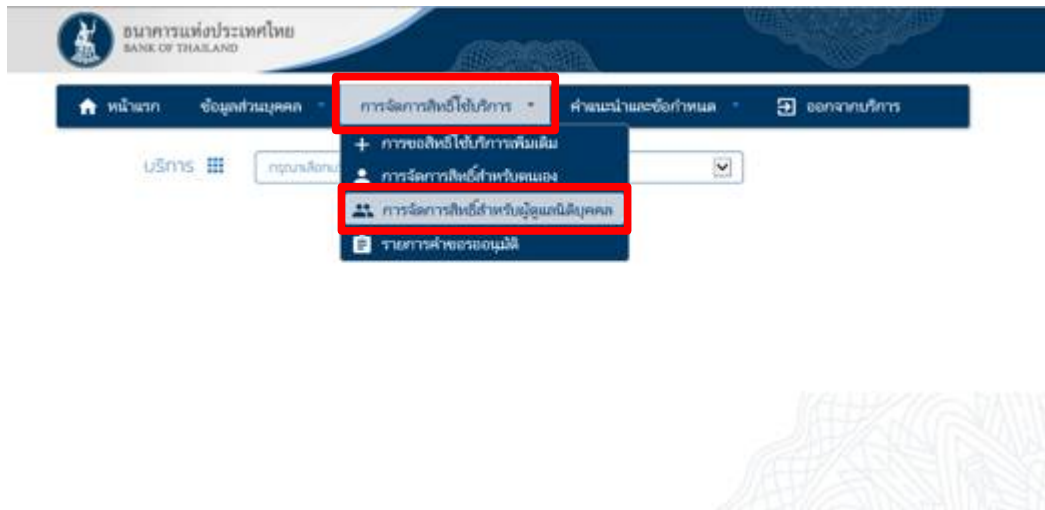 ธนาคารแห่งประเทศไทย
BANK OF THAILAND
หน้าแรก ข้อมูลส่วนบุคคล การจัดการสิทธิ์ใช้บริการ คำแนะนำและข้อกำหนด ออกจากบริการ
บริการ กรุณาเลือก
การขอสิทธิ์ใช้บริการเพิ่มเติม
การจัดการสิทธิ์สำหรับตนเอง
การจัดการสิทธิ์สำหรับผู้ดูแลนิติบุคคล
รายการคำขอรออนุมัติ